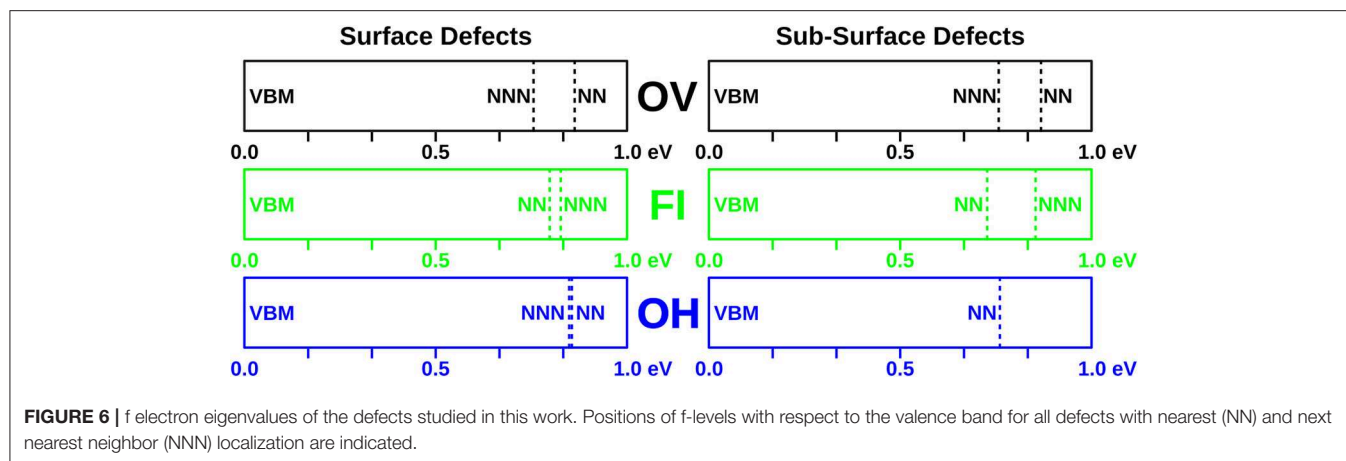 Surface Defects Sub-Surface Defects
VBM NNN NN OV VBM NNN NN
0.0 0.5 1.0 eV 0.0 0.5 1.0 eV
VBM NN NNN FI VBM NN NNN
0.0 0.5 1.0 eV 0.0 0.5 1.0 eV
VBM NNN NN OH VBM NN
0.0 0.5 1.0 eV 0.0 0.5 1.0 eV
FIGURE 6 | f electron eigenvalues of the defects studied in this work. Positions of f-levels with respect to the valence band for all defects with nearest (NN) and next
nearest neighbor (NNN) localization are indicated.